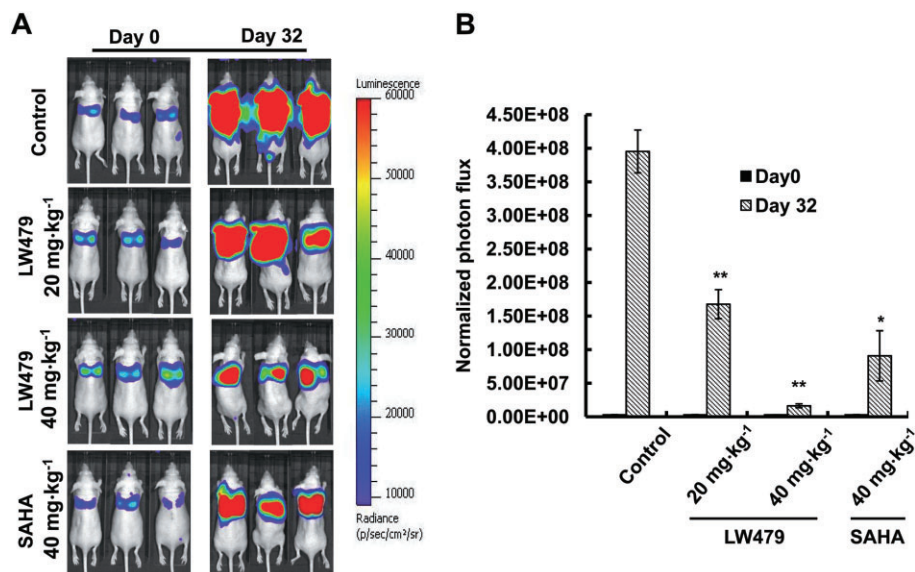 A
Day 0
Day 32
Control
LW479
20 mg·kg-1
LW479
40 mg·kg-1
SAHA
40 mg·kg-1
Luminescence
60000
50000
40000
30000
20000
10000
Radiance
(p/sec/cm²/sr)
B
Normalized photon flux
4.50E+08
4.00E+08
3.50E+08
3.00E+08
2.50E+08
2.00E+08
1.50E+08
1.00E+08
5.00E+07
0.00E+00
Day0
Day 32
**
**
*
Control
20 mg·kg-1
40 mg·kg-1
40 mg·kg-1
LW479
SAHA